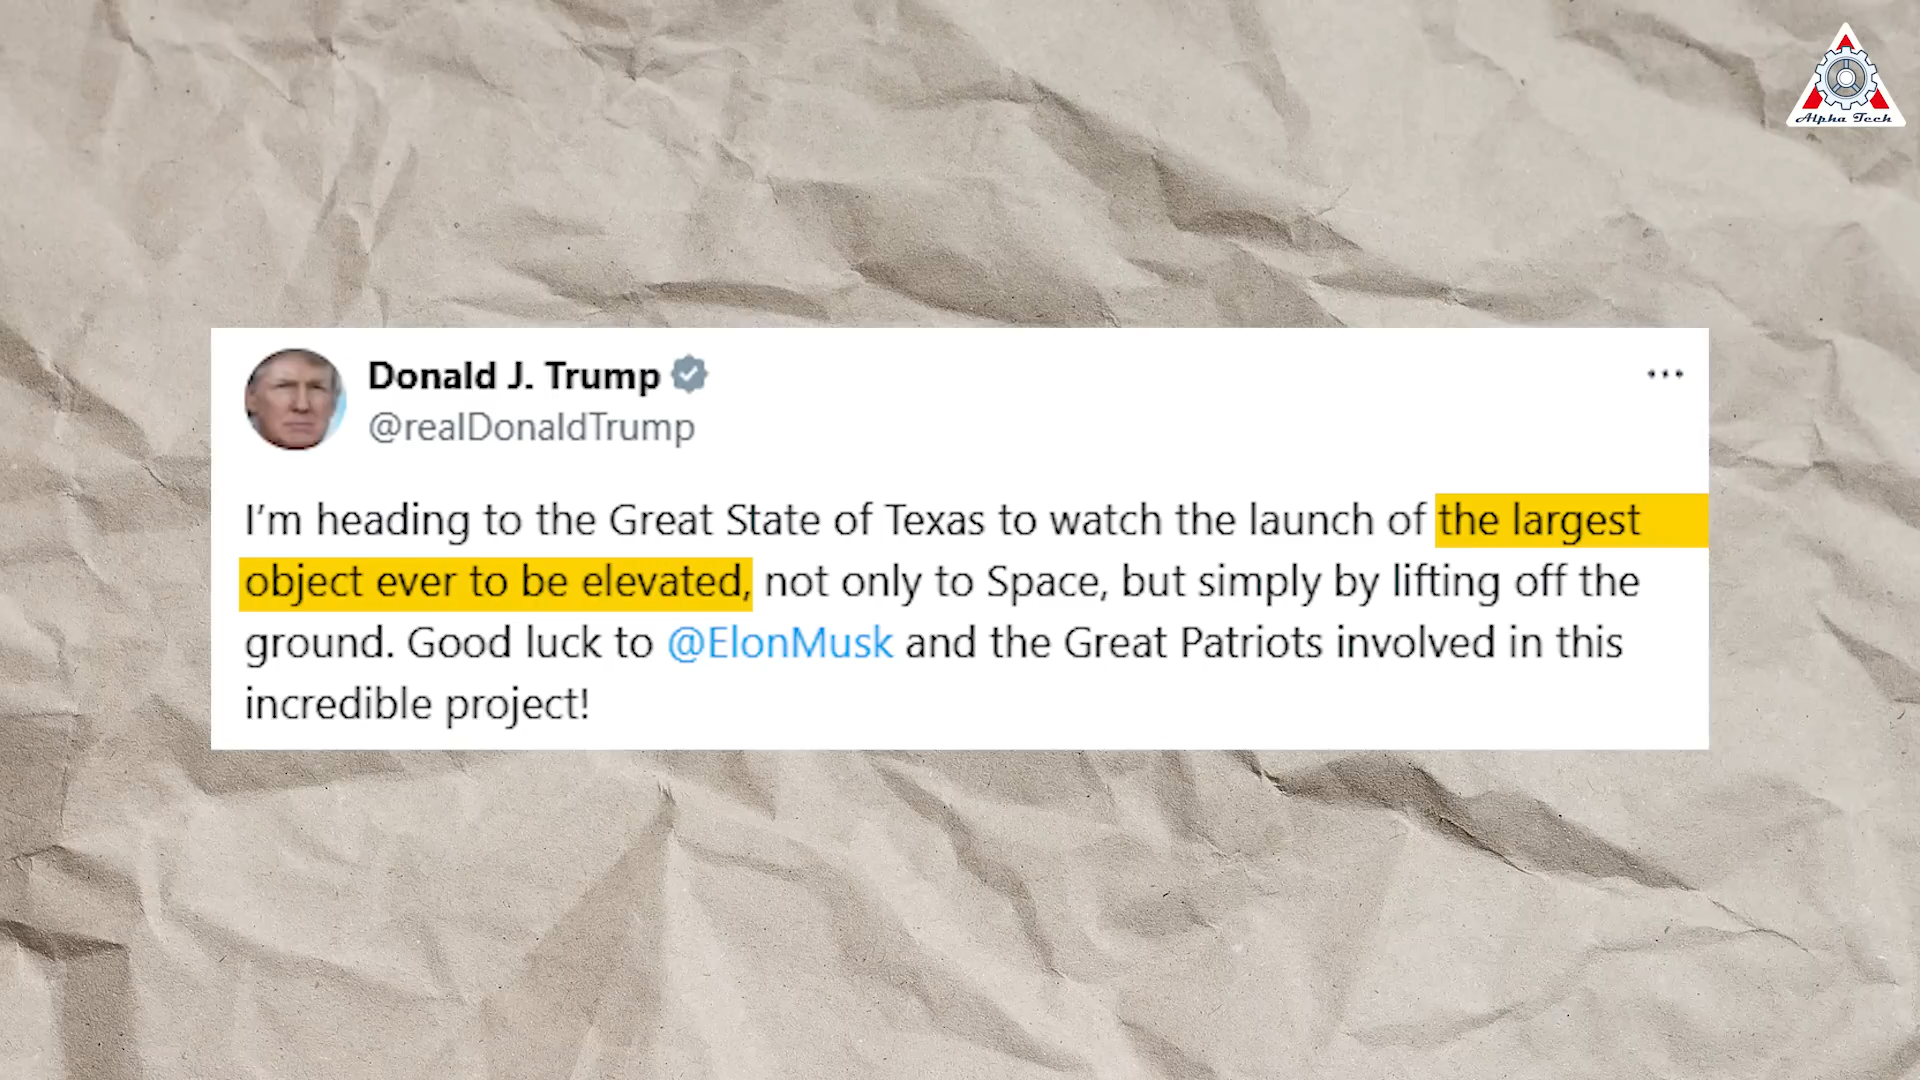 Alpha Tech
Donald J. Trump
@realDonaldTrump
I'm heading to the Great State of Texas to watch the launch of the largest
object ever to be elevated, not only to Space, but simply by lifting off the
ground. Good luck to @ElonMusk and the Great Patriots involved in this
incredible project!